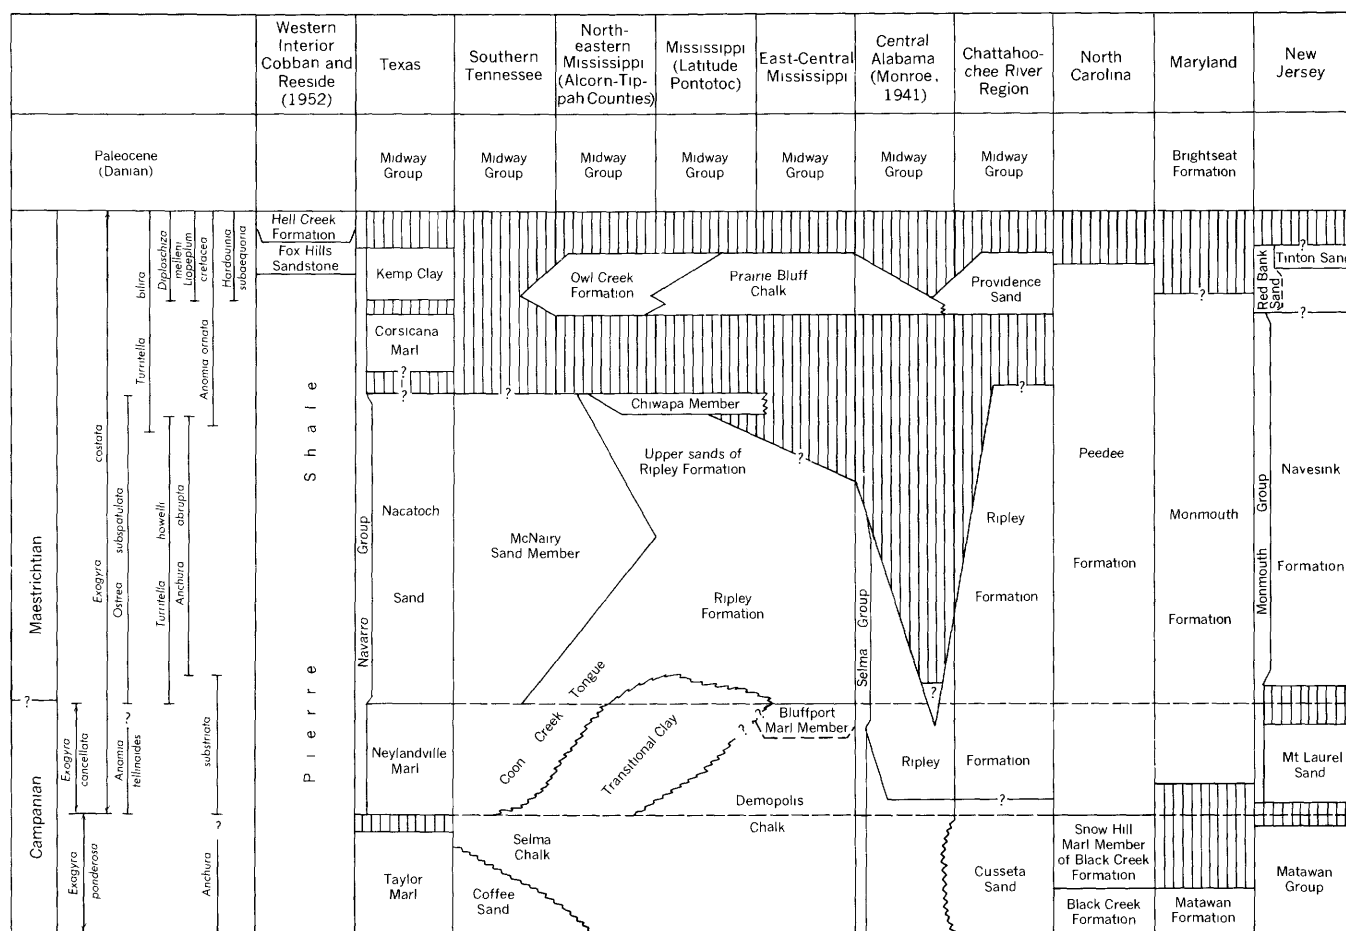 Western
Interior
Cobban and
Reeside
(1952)
Texas
Southern
Tennessee
North-
eastern
Mississippi
(Alcorn-Tip-
pah Counties)
Mississippi
(Latitude
Pontotoc)
East-Central
Mississippi
Central
Alabama
(Monroe,
1941)
Chattahoo-
chee River
Region
North
Carolina
Maryland
New
Jersey
Paleocene
(Danian)
Midway
Group
Midway
Group
Midway
Group
Midway
Group
Midway
Group
Midway
Group
Midway
Group
Brightseat
Formation
Maestrichtian
?
Campanian
Exogyra
costata
Exogyra
cancellata
Exogyra
ponderosa
Ostrea
subspatulata
?
Anomia
tellinoides
Turritella
bilira
Diploschiza
melleni
Liopeplum
cretacea
Hardouinia
subaequoria
Anomia ornata
Turritella
howelli
Anchura
abrupta
substriata
?
Anchura
Hell Creek
Formation
Fox Hills
Sandstone
Pierre Shale
Kemp Clay
Corsicana
Marl
?
?
Navarro Group
Nacatoch
Sand
Neylandville
Marl
Taylor
Marl
?
McNairy
Sand Member
Coon Creek Tongue
Selma
Chalk
Coffee
Sand
Owl Creek
Formation
Prairie Bluff
Chalk
Chiwapa Member
Upper sands of
Ripley Formation
?
Ripley
Formation
Transitional Clay
?
?
Bluffport
Marl Member
Demopolis
Chalk
Selma Group
?
Ripley Formation
?
Providence
Sand
?
Ripley
Formation
Cusseta
Sand
Peedee
Formation
Snow Hill
Marl Member
of Black Creek
Formation
Black Creek
Formation
?
Monmouth
Formation
Matawan
Formation
?
Tinton Sand
Red Bank
Sand
?
Monmouth Group
Navesink
Formation
?
Mt Laurel
Sand
?
Matawan
Group